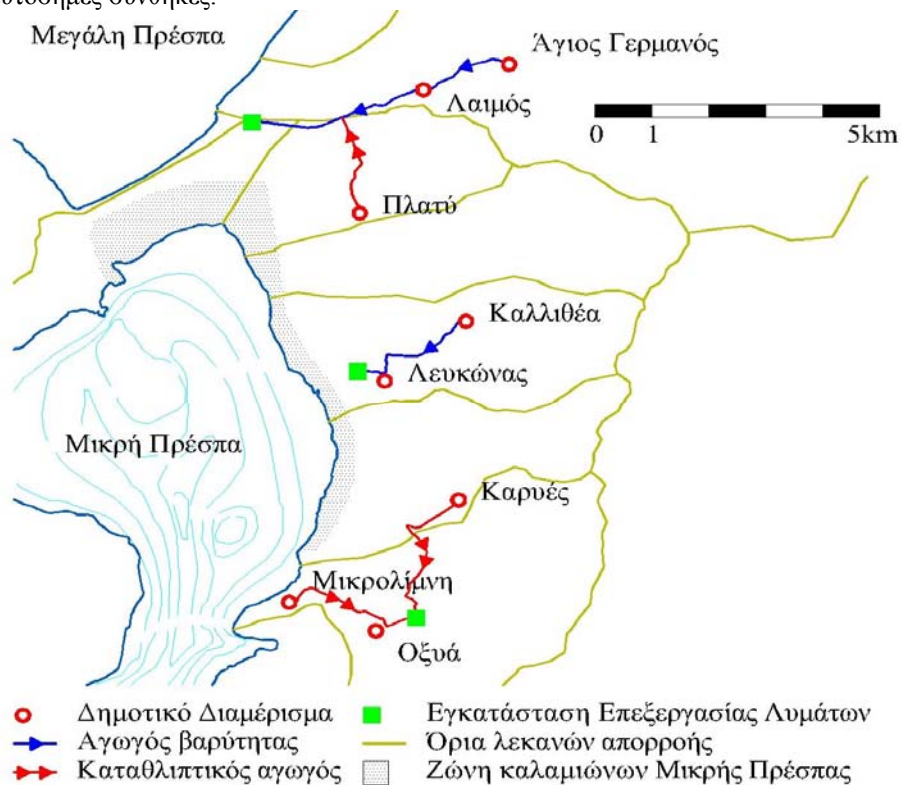 Μεγάλη Πρέσπα
Άγιος Γερμανός
Λαιμός
0 1 5km
Πλατύ
Καλλιθέα
Λευκώνας
Μικρή Πρέσπα
Καρυές
Μικρολίμνη
Οξυά
Δημοτικό Διαμέρισμα
Εγκατάσταση Επεξεργασίας Λυμάτων
Αγωγός βαρύτητας
Όρια λεκανών απορροής
Καταθλιπτικός αγωγός
Ζώνη καλαμιώνων Μικρής Πρέσπας